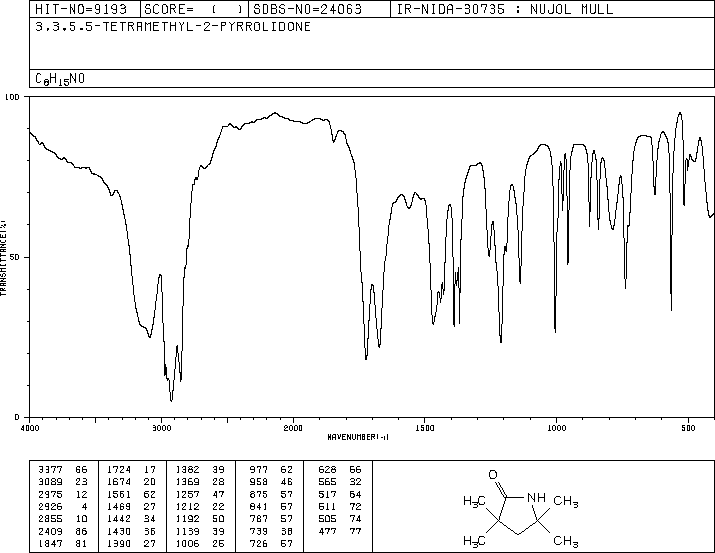 HIT-NO=9193 SCORE= ( ) SDBS-NO=24063 IR-NIDA-30735 : NUJOL MULL
3,3,5,5-TETRAMETHYL-2-PYRROLIDONE
C8H15NO
100
50
0
TRANSMITTANCE(%)
4000 3000 2000 1500 1000 500
WAVENUMBER(-1)
3377 66 1724 17 1382 39 977 62 628 66
3089 23 1674 20 1369 28 958 46 565 32
2975 12 1561 62 1257 47 875 57 517 64
2926 4 1469 27 1212 22 841 57 511 72
2855 10 1442 34 1192 50 787 57 505 74
2409 86 1430 36 1139 39 739 38 477 77
1847 81 1390 27 1006 25 726 57
O
NH
CH3
H3C
CH3
CH3